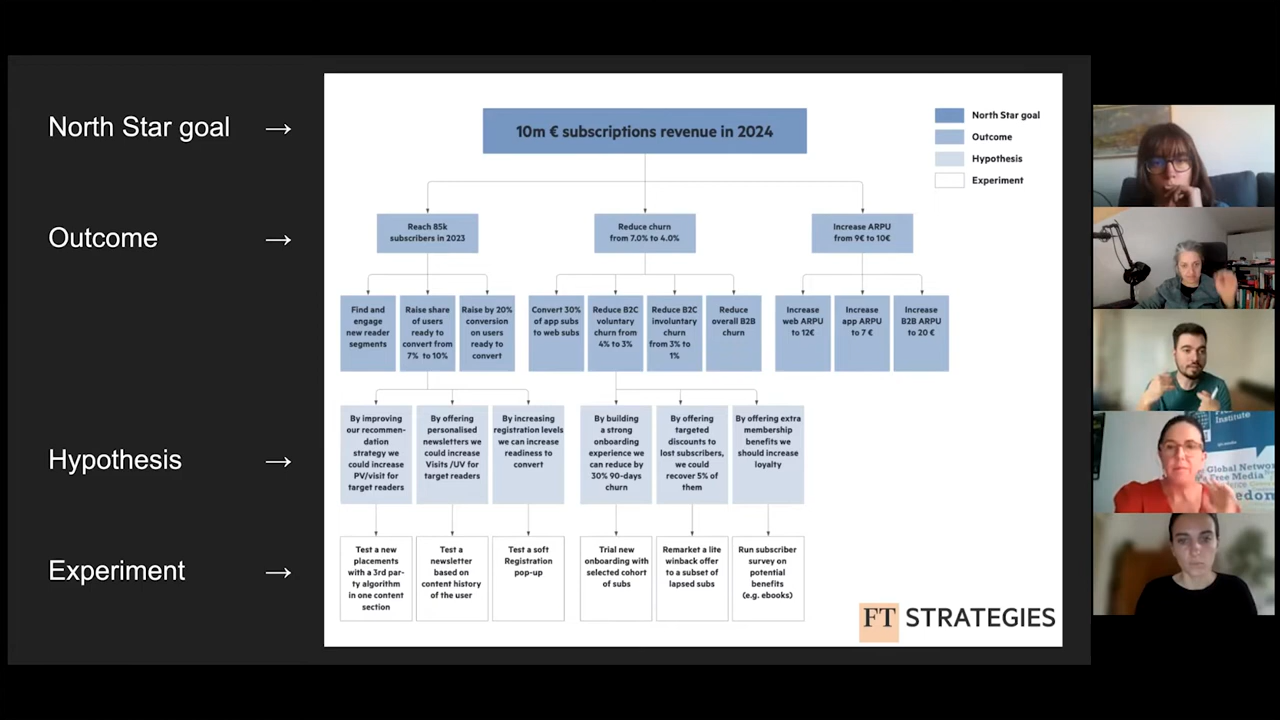 North Star goal →
Outcome →
Hypothesis →
Experiment →
10m € subscriptions revenue in 2024
North Star goal
Outcome
Hypothesis
Experiment
Reach 85k
subscribers in 2023
Reduce churn
from 7.0% to 4.0%
Increase ARPU
from 9€ to 10€
Find and
engage
new reader
segments
Raise share
of users
ready to
convert from
7% to 10%
Raise by 20%
conversion
on users
ready to
convert
Convert 30%
of app subs
to web subs
Reduce B2C
voluntary
churn from
4% to 3%
Reduce B2C
involuntary
churn
from 3% to
1%
Reduce
overall B2B
churn
Increase
web ARPU
to 12€
Increase
app ARPU
to 7 €
Increase
B2B ARPU
to 20 €
By improving
our recommen-
dation
strategy we
could increase
PV/visit for
target readers
By offering
personalised
newsletters we
could increase
Visits /UV for
target readers
By increasing
registration levels
we can increase
readiness to
convert
By building
a strong
onboarding
experience we
can reduce by
30% 90-days
churn
By offering
targeted
discounts to
lost subscribers,
we could
recover 5% of
them
By offering extra
membership
benefits we
should increase
loyalty
Test a new
placements
with a 3rd par-
ty algorithm
in one content
section
Test a
newsletter
based on
content history
of the user
Test a soft
Registration
pop-up
Trial new
onboarding with
selected cohort
of subs
Remarket a lite
winback offer
to a subset of
lapsed subs
Run subscriber
survey on
potential
benefits
(e.g. ebooks)
FT STRATEGIES
Institute
Global Netwo
Free Media